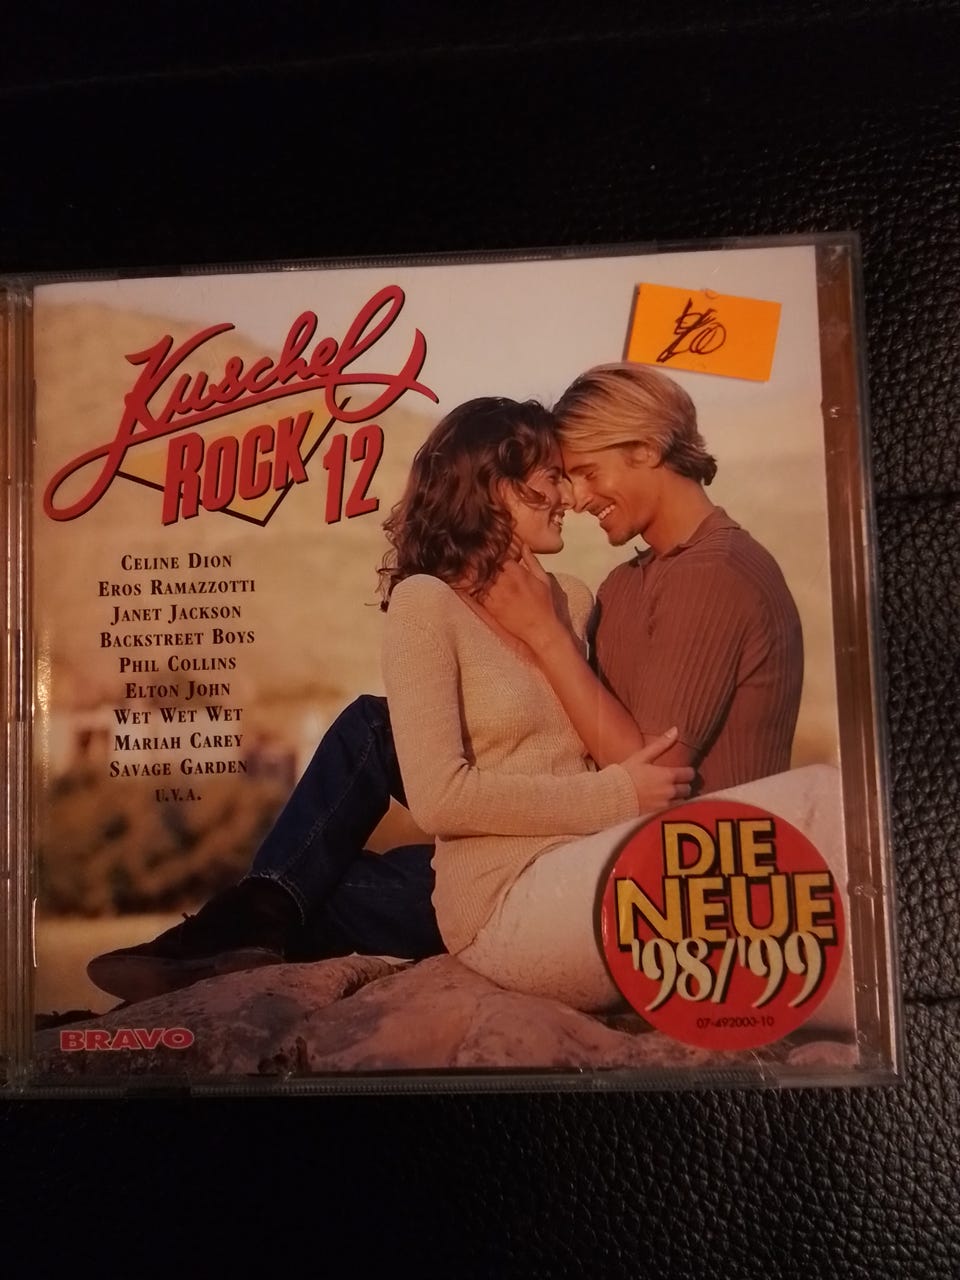 Kuschel
ROCK 12
CELINE DION
EROS RAMAZZOTTI
JANET JACKSON
BACKSTREET BOYS
PHIL COLLINS
ELTON JOHN
WET WET WET
MARIAH CAREY
SAVAGE GARDEN
U.V.A.
DIE
NEUE
'98/'99
07-492003-10
BRAVO